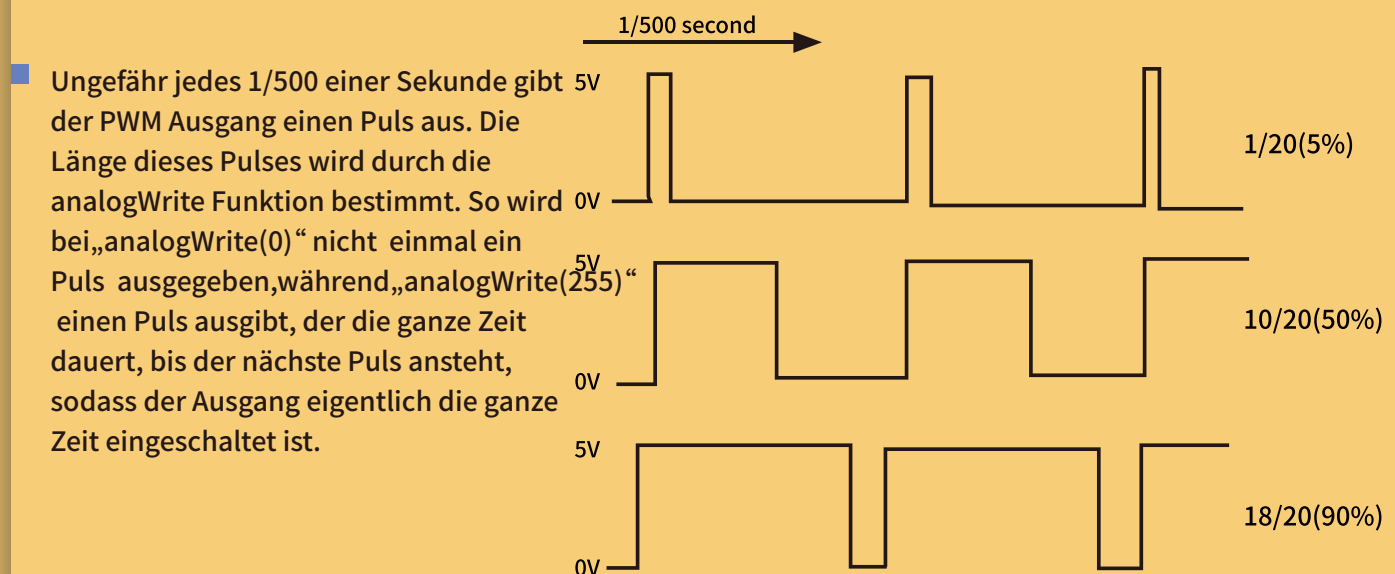 1/500 second
Ungefähr jedes 1/500 einer Sekunde gibt
der PWM Ausgang einen Puls aus. Die
Länge dieses Pulses wird durch die
analogWrite Funktion bestimmt. So wird
bei„analogWrite(0)“ nicht einmal ein
Puls ausgegeben,während„analogWrite(255)“
einen Puls ausgibt, der die ganze Zeit
dauert, bis der nächste Puls ansteht,
sodass der Ausgang eigentlich die ganze
Zeit eingeschaltet ist.
5V
0V
1/20(5%)
5V
0V
10/20(50%)
5V
0V
18/20(90%)